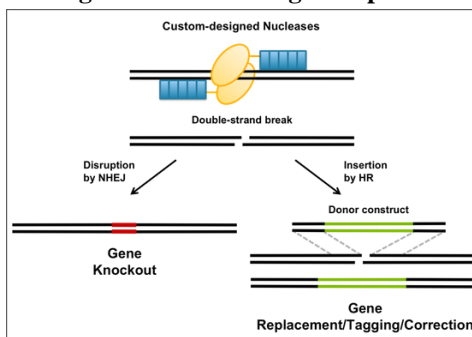 Custom-designed Nucleases
Double-strand break
Disruption
by NHEJ
Insertion
by HR
Donor construct
Gene
Knockout
Gene
Replacement/Tagging/Correction